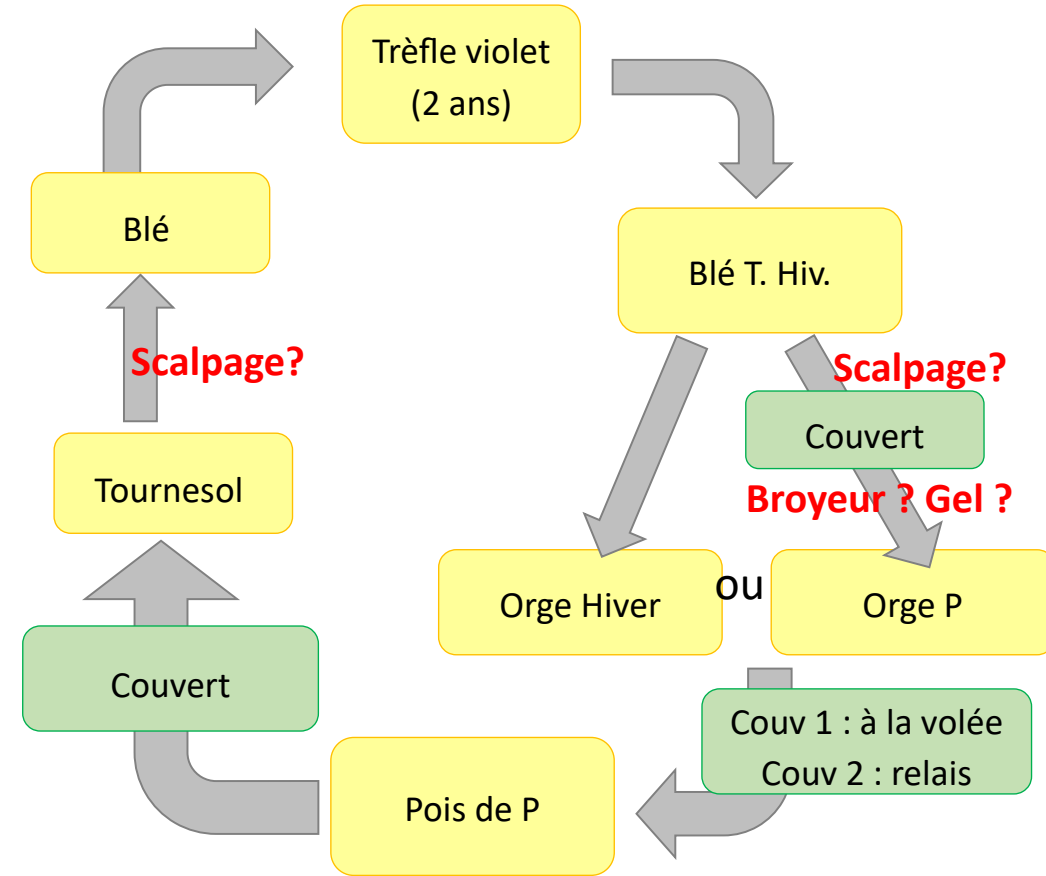 Trèfle violet
(2 ans)
Blé
Blé T. Hiv.
Scalpage?
Scalpage?
Couvert
Tournesol
Broyeur ? Gel ?
Orge Hiver
ou
Orge P
Couvert
Couv 1 : à la volée
Couv 2 : relais
Pois de P